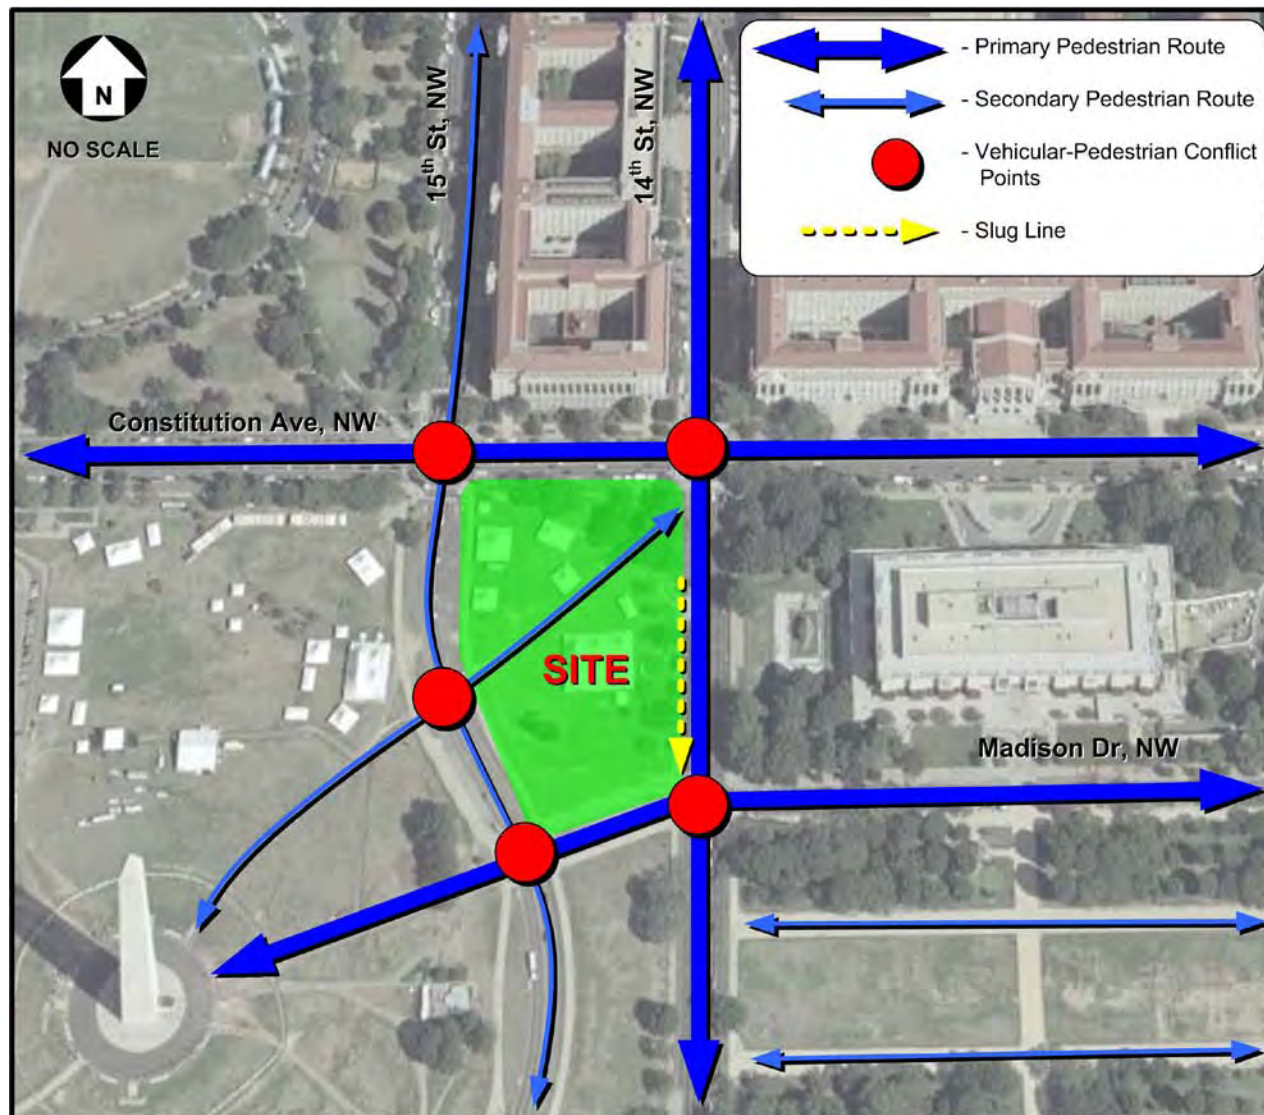 N
NO SCALE
15th St, NW
14th St, NW
- Primary Pedestrian Route
- Secondary Pedestrian Route
- Vehicular-Pedestrian Conflict
Points
- Slug Line
Constitution Ave, NW
SITE
Madison Dr, NW